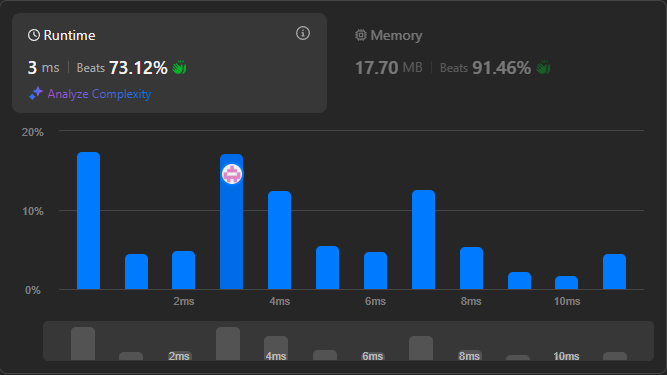 Runtime
3 ms Beats 73.12%
Analyze Complexity
Memory
17.70 MB Beats 91.46%
20%
10%
0%
2ms 4ms 6ms 8ms 10ms
2ms 4ms 6ms 8ms 10ms